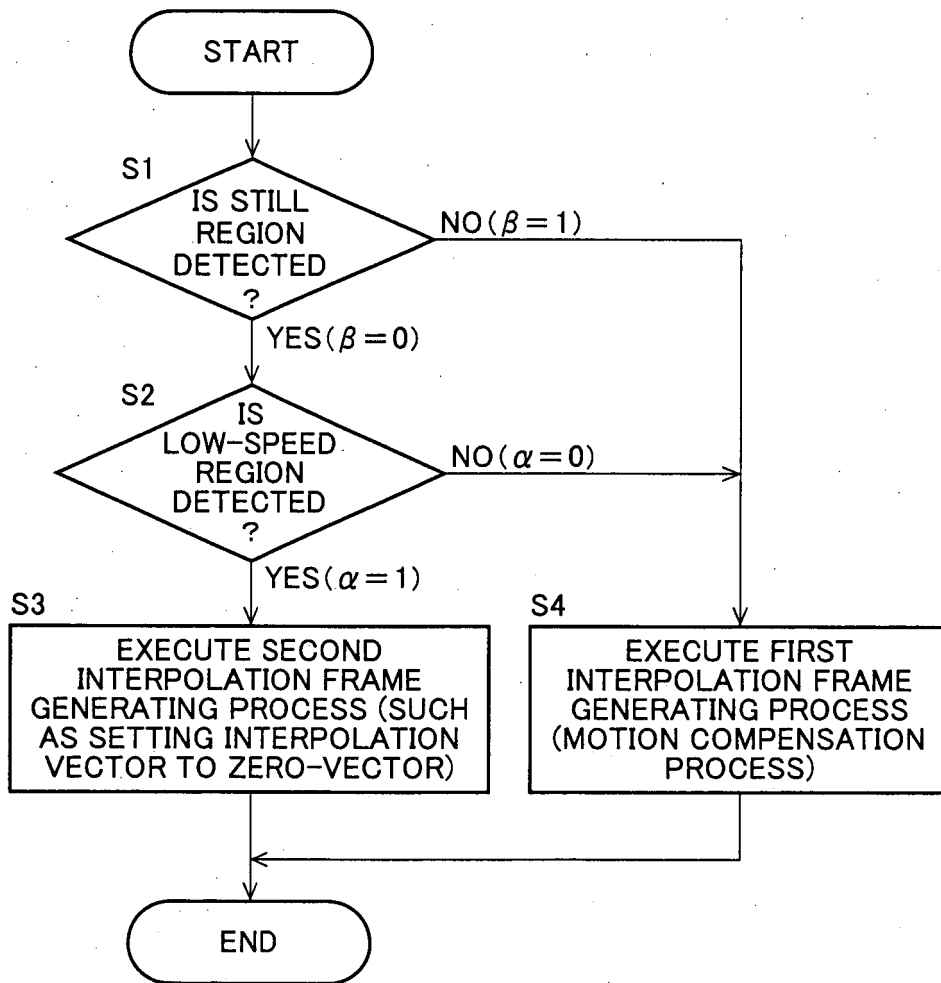 START
S1
IS STILL
REGION
DETECTED
?
NO(β=1)
YES(β=0)
S2
IS
LOW-SPEED
REGION
DETECTED
?
NO(α=0)
YES(α=1)
S3
EXECUTE SECOND
INTERPOLATION FRAME
GENERATING PROCESS (SUCH
AS SETTING INTERPOLATION
VECTOR TO ZERO-VECTOR)
S4
EXECUTE FIRST
INTERPOLATION FRAME
GENERATING PROCESS
(MOTION COMPENSATION
PROCESS)
END